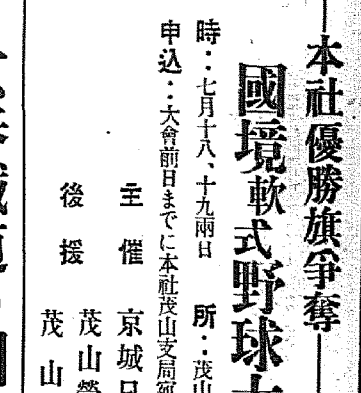 本社優勝旗爭奪
國境軟式野球
時：七月十八、十九兩日　所：茂山
申込：大會前日までに本社茂山支局宛
主催　京城日
後援　茂山
茂山